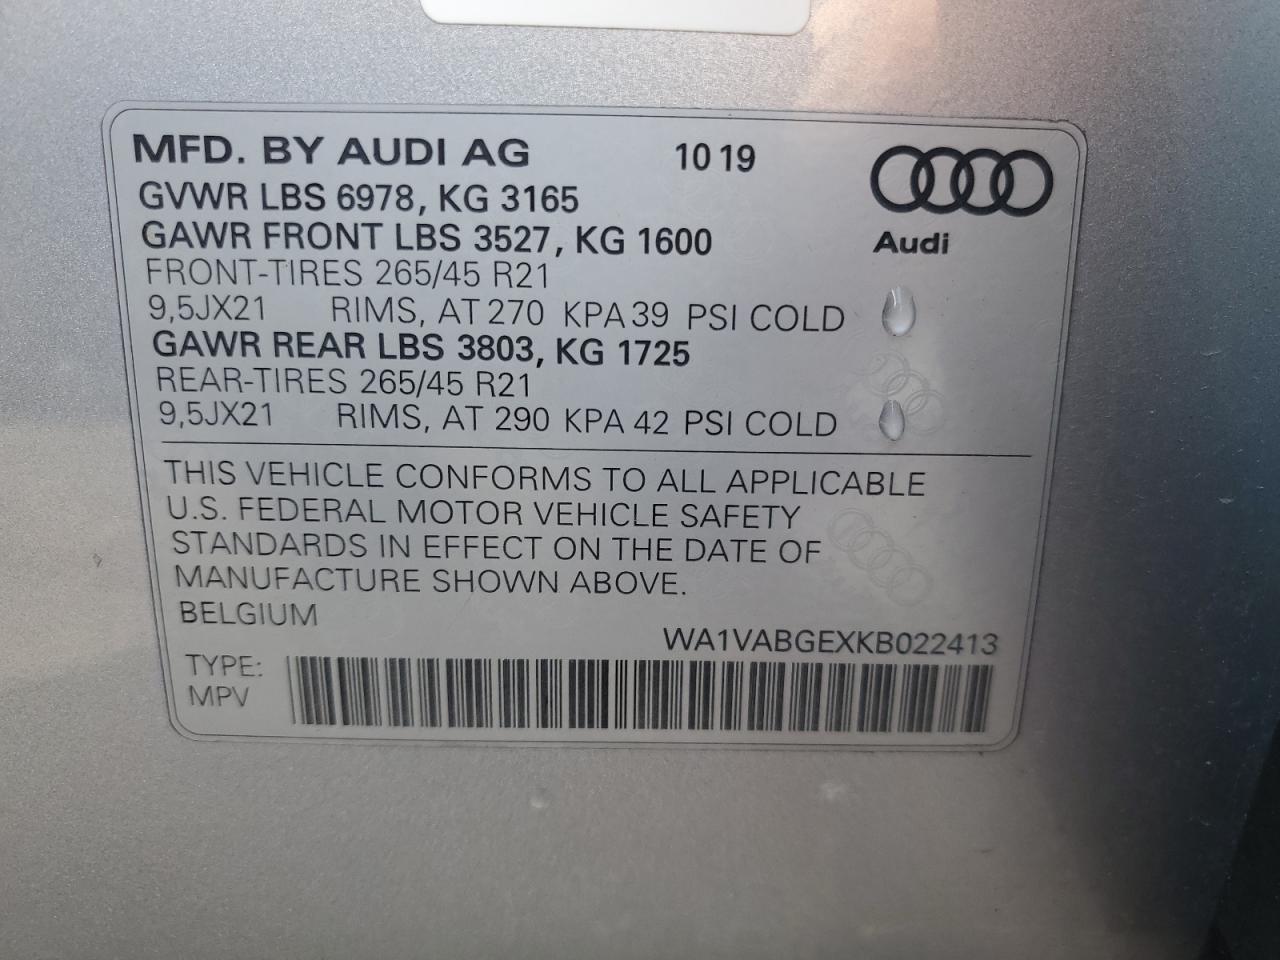 MFD. BY AUDI AG 10 19
GVWR LBS 6978, KG 3165
GAWR FRONT LBS 3527, KG 1600
Audi
FRONT-TIRES 265/45 R21
9,5JX21 RIMS, AT 270 KPA 39 PSI COLD
GAWR REAR LBS 3803, KG 1725
REAR-TIRES 265/45 R21
9,5JX21 RIMS, AT 290 KPA 42 PSI COLD
THIS VEHICLE CONFORMS TO ALL APPLICABLE
U.S. FEDERAL MOTOR VEHICLE SAFETY
STANDARDS IN EFFECT ON THE DATE OF
MANUFACTURE SHOWN ABOVE.
BELGIUM
WA1VABGEXKB022413
TYPE:
MPV